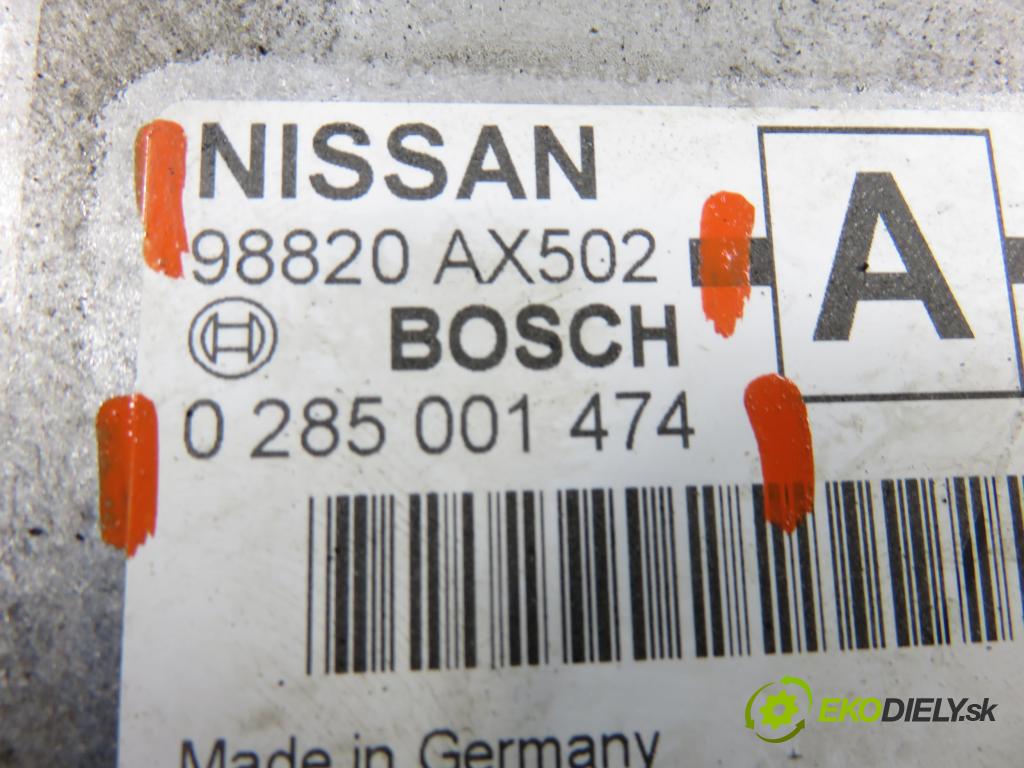 NISSAN
98820 AX502
A
BOSCH
0 285 001 474
Made in Germany
EKODIELY.sk